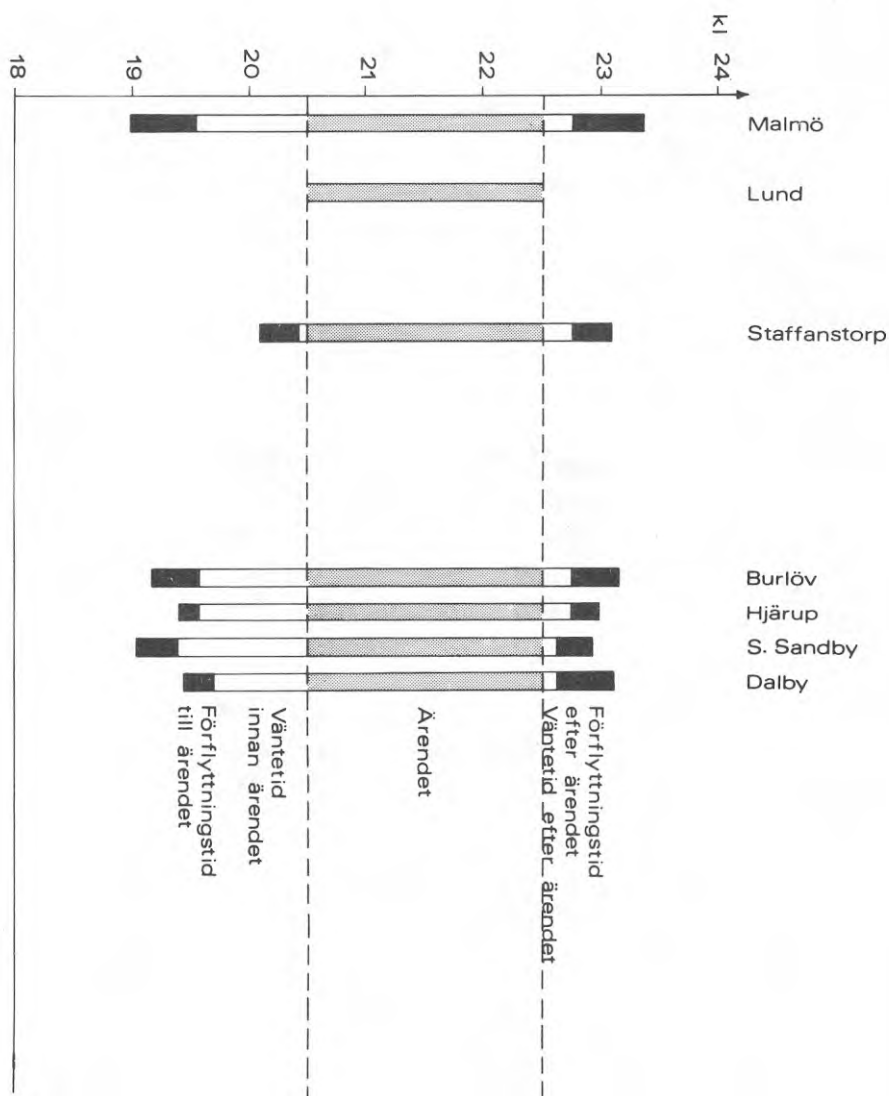 kl
18
19
20
21
22
23
24
Malmö
Lund
Staffanstorp
Burlöv
Hjärup
S. Sandby
Dalby
Förflyttningstid
till ärendet
Väntetid
innan ärendet
Ärendet
Väntetid efter ärendet
Förflyttningstid
efter ärendet